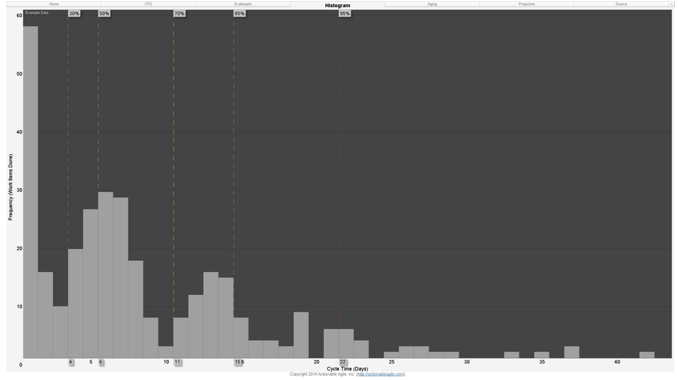 Home CFD Scatterplot Histogram Aging Projection
Example Data 30% 50% 70% 85% 95%
60
50
40
30
20
10
0
Frequency (Work Items Done)
4 5 6 10 11 15 20 22 25 30 35 40
Cycle Time (Days)
Copyright 2014 Actionable Agile, Inc. (http://actionableagile.com)